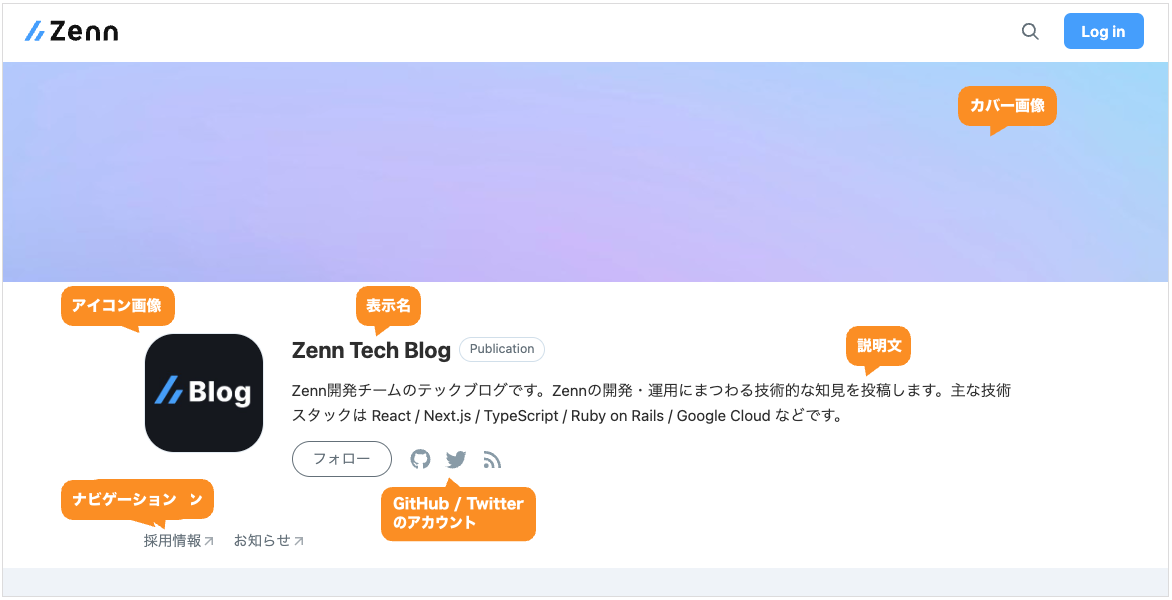 Zenn
Log in
カバー画像
アイコン画像
表示名
Zenn Tech Blog
Publication
説明文
Blog
Zenn開発チームのテックブログです。Zennの開発・運用にまつわる技術的な知見を投稿します。主な技術
スタックは React / Next.js / TypeScript / Ruby on Rails / Google Cloud などです。
フォロー
ナビゲーション ン
GitHub / Twitter
のアカウント
採用情報
お知らせ